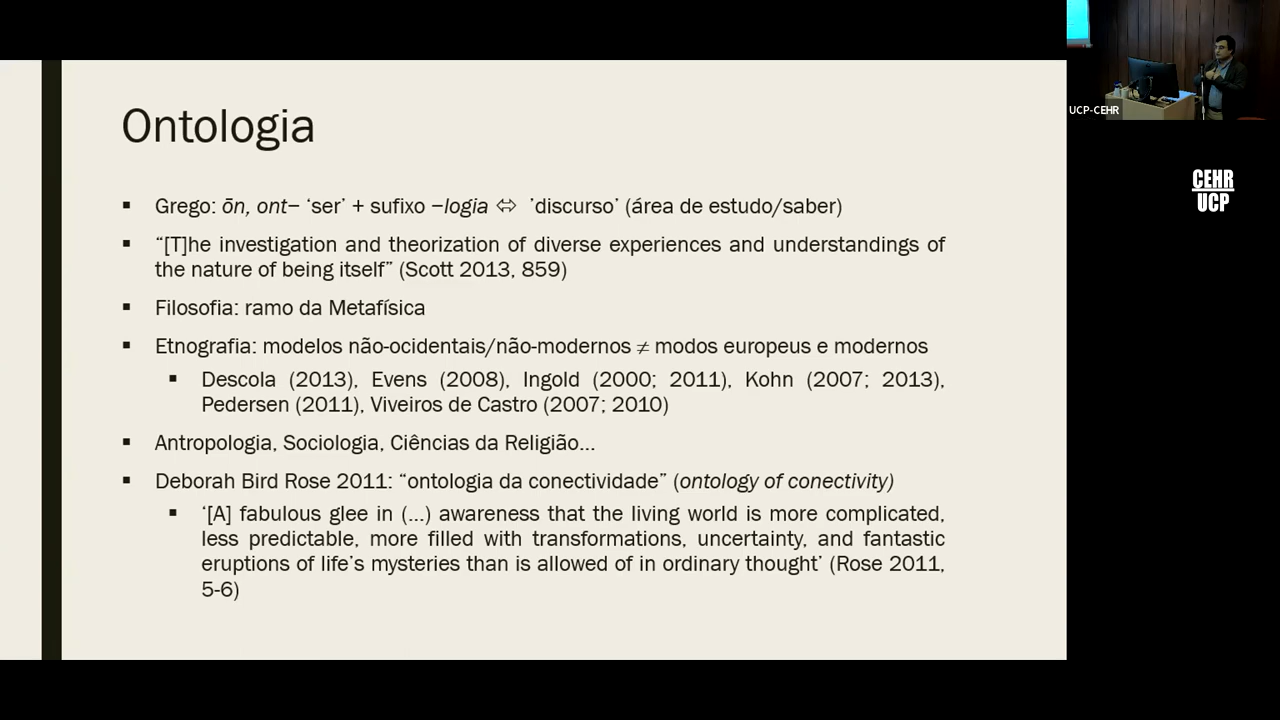 Ontologia
▪ Grego: ōn, ont− ‘ser’ + sufixo −logia ⇔ ’discurso’ (área de estudo/saber)
▪ “[T]he investigation and theorization of diverse experiences and understandings of
the nature of being itself” (Scott 2013, 859)
▪ Filosofia: ramo da Metafísica
▪ Etnografia: modelos não-ocidentais/não-modernos ≠ modos europeus e modernos
▪ Descola (2013), Evens (2008), Ingold (2000; 2011), Kohn (2007; 2013),
Pedersen (2011), Viveiros de Castro (2007; 2010)
▪ Antropologia, Sociologia, Ciências da Religião...
▪ Deborah Bird Rose 2011: “ontologia da conectividade” (ontology of conectivity)
▪ ‘[A] fabulous glee in (...) awareness that the living world is more complicated,
less predictable, more filled with transformations, uncertainty, and fantastic
eruptions of life’s mysteries than is allowed of in ordinary thought’ (Rose 2011,
5-6)
UCP-CEHR
CEHR
UCP